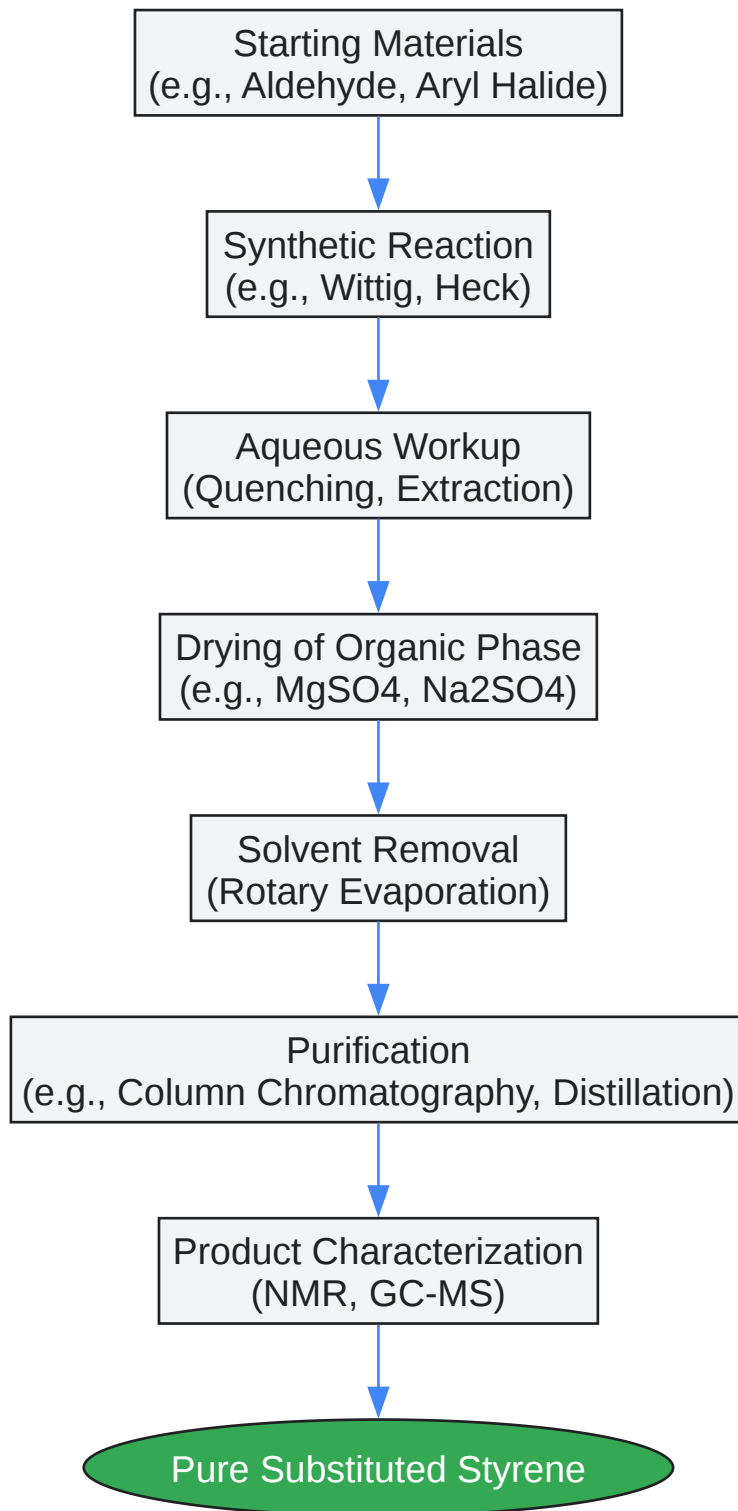 Starting Materials
(e.g., Aldehyde, Aryl Halide)
Synthetic Reaction
(e.g., Wittig, Heck)
Aqueous Workup
(Quenching, Extraction)
Drying of Organic Phase
(e.g., MgSO4, Na2SO4)
Solvent Removal
(Rotary Evaporation)
Purification
(e.g., Column Chromatography, Distillation)
Product Characterization
(NMR, GC-MS)
Pure Substituted Styrene